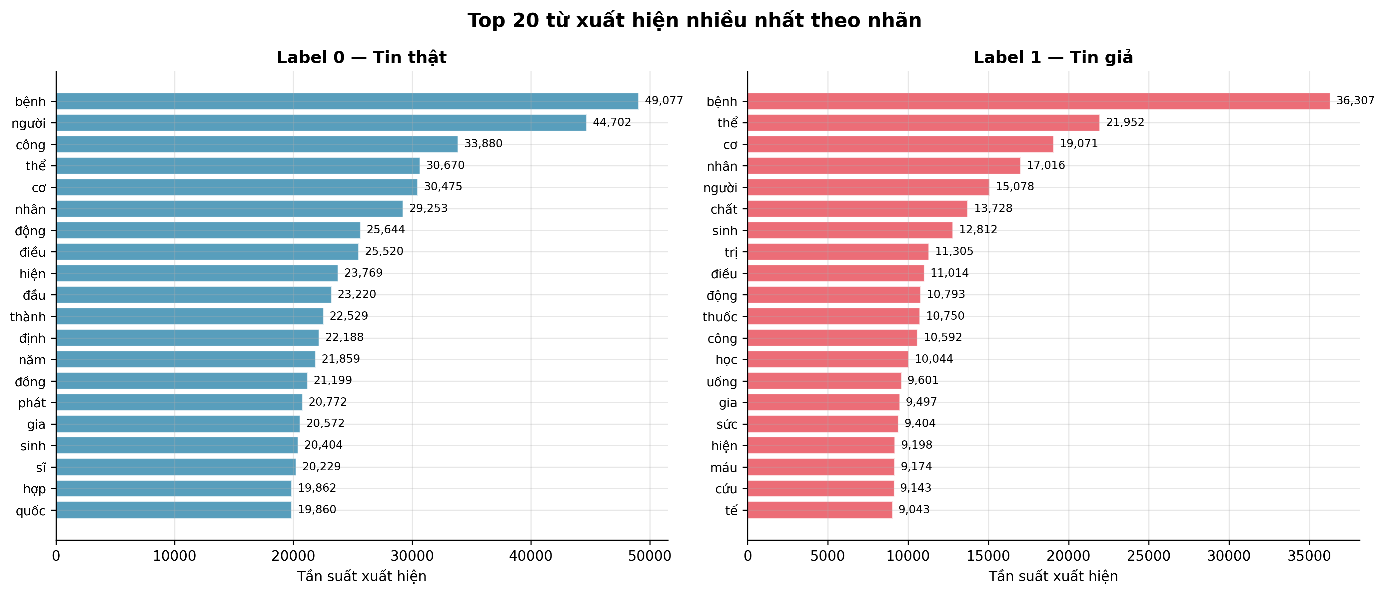 Top 20 từ xuất hiện nhiều nhất theo nhãn
Label 0 — Tin thật
bệnh 49,077
người 44,702
công 33,880
thể 30,670
cơ 30,475
nhân 29,253
động 25,644
điều 25,520
hiện 23,769
đầu 23,220
thành 22,529
định 22,188
năm 21,859
đồng 21,199
phát 20,772
gia 20,572
sinh 20,404
sĩ 20,229
hợp 19,862
quốc 19,860
0 10000 20000 30000 40000 50000
Tần suất xuất hiện
Label 1 — Tin giả
bệnh 36,307
thể 21,952
cơ 19,071
nhân 17,016
người 15,078
chất 13,728
sinh 12,812
trị 11,305
điều 11,014
động 10,793
thuốc 10,750
công 10,592
học 10,044
uống 9,601
gia 9,497
sức 9,404
hiện 9,198
máu 9,174
cứu 9,143
tế 9,043
0 5000 10000 15000 20000 25000 30000 35000
Tần suất xuất hiện